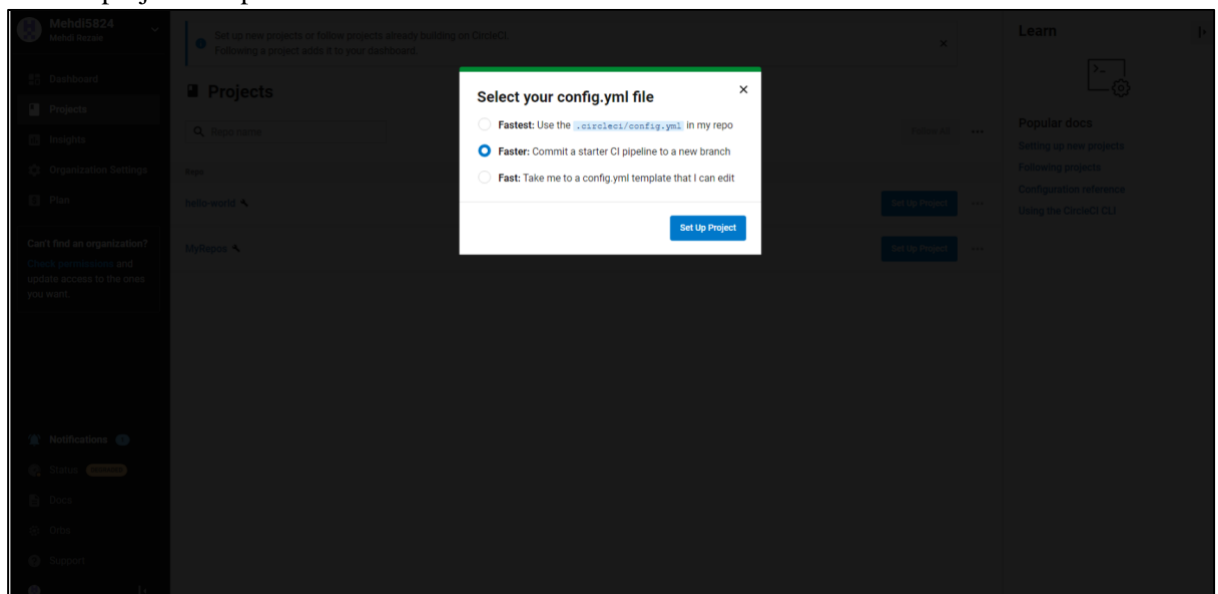 Mehdi5824
Mehdi Rezaie
Dashboard
Projects
Insights
Organization Settings
Plan
Can't find an organization?
Check permissions and
update access to the ones
you want.
Notifications
Status
Docs
Orbs
Support
Set up new projects or follow projects already building on CircleCI.
Following a project adds it to your dashboard.
Projects
Repo name
Follow All
Repo
hello-world
Set Up Project
MyRepos
Set Up Project
Select your config.yml file
Fastest: Use the .circleci/config.yml in my repo
Faster: Commit a starter CI pipeline to a new branch
Fast: Take me to a config.yml template that I can edit
Set Up Project
Learn
Popular docs
Setting up new projects
Following projects
Configuration reference
Using the CircleCI CLI